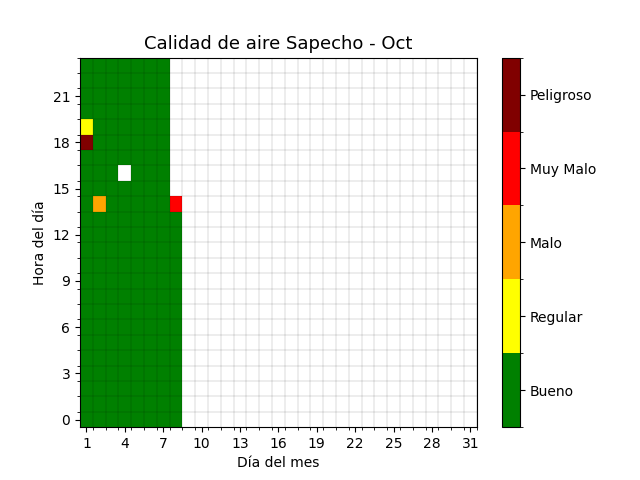 Calidad de aire Sapecho - Oct
21
18
15
12
9
6
3
0
Hora del día
1 4 7 10 13 16 19 22 25 28 31
Día del mes
Peligroso
Muy Malo
Malo
Regular
Bueno